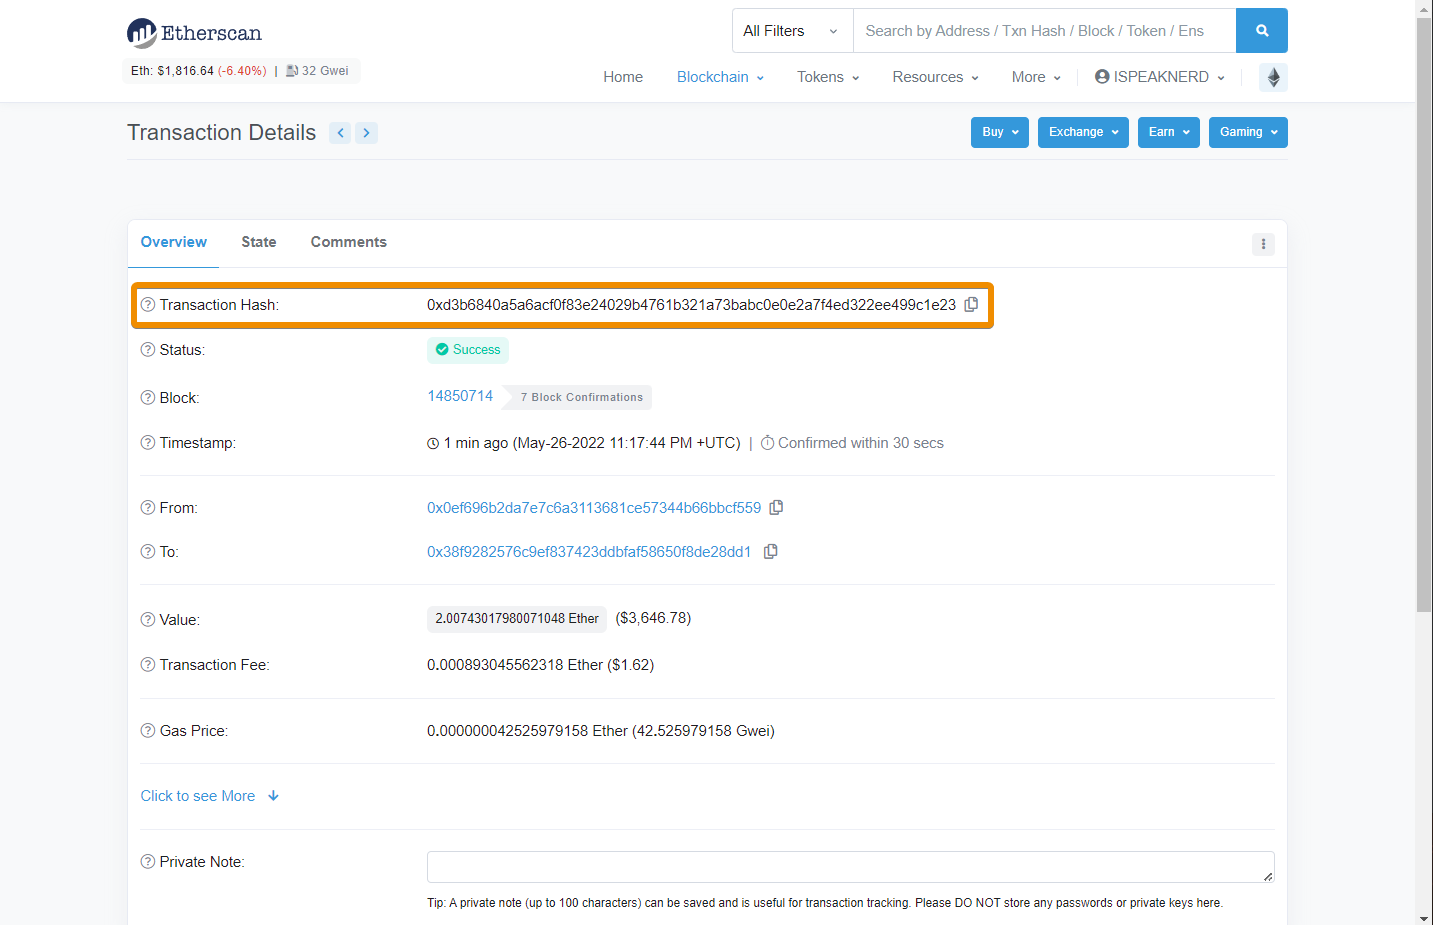 Etherscan
All Filters
Search by Address / Txn Hash / Block / Token / Ens
Eth: $1,816.64 (-6.40%) | 32 Gwei
Home Blockchain Tokens Resources More ISPEAKNERD
Transaction Details
Buy Exchange Earn Gaming
Overview State Comments
Transaction Hash: 0xd3b6840a5a6acf0f83e24029b4761b321a73babc0e0e2a7f4ed322ee499c1e23
Status: Success
Block: 14850714 7 Block Confirmations
Timestamp: 1 min ago (May-26-2022 11:17:44 PM +UTC) | Confirmed within 30 secs
From: 0x0ef696b2da7e7c6a3113681ce57344b66bbcf559
To: 0x38f9282576c9ef837423ddbfaf58650f8de28dd1
Value: 2.00743017980071048 Ether ($3,646.78)
Transaction Fee: 0.000893045562318 Ether ($1.62)
Gas Price: 0.000000042525979158 Ether (42.525979158 Gwei)
Click to see More
Private Note:
Tip: A private note (up to 100 characters) can be saved and is useful for transaction tracking. Please DO NOT store any passwords or private keys here.